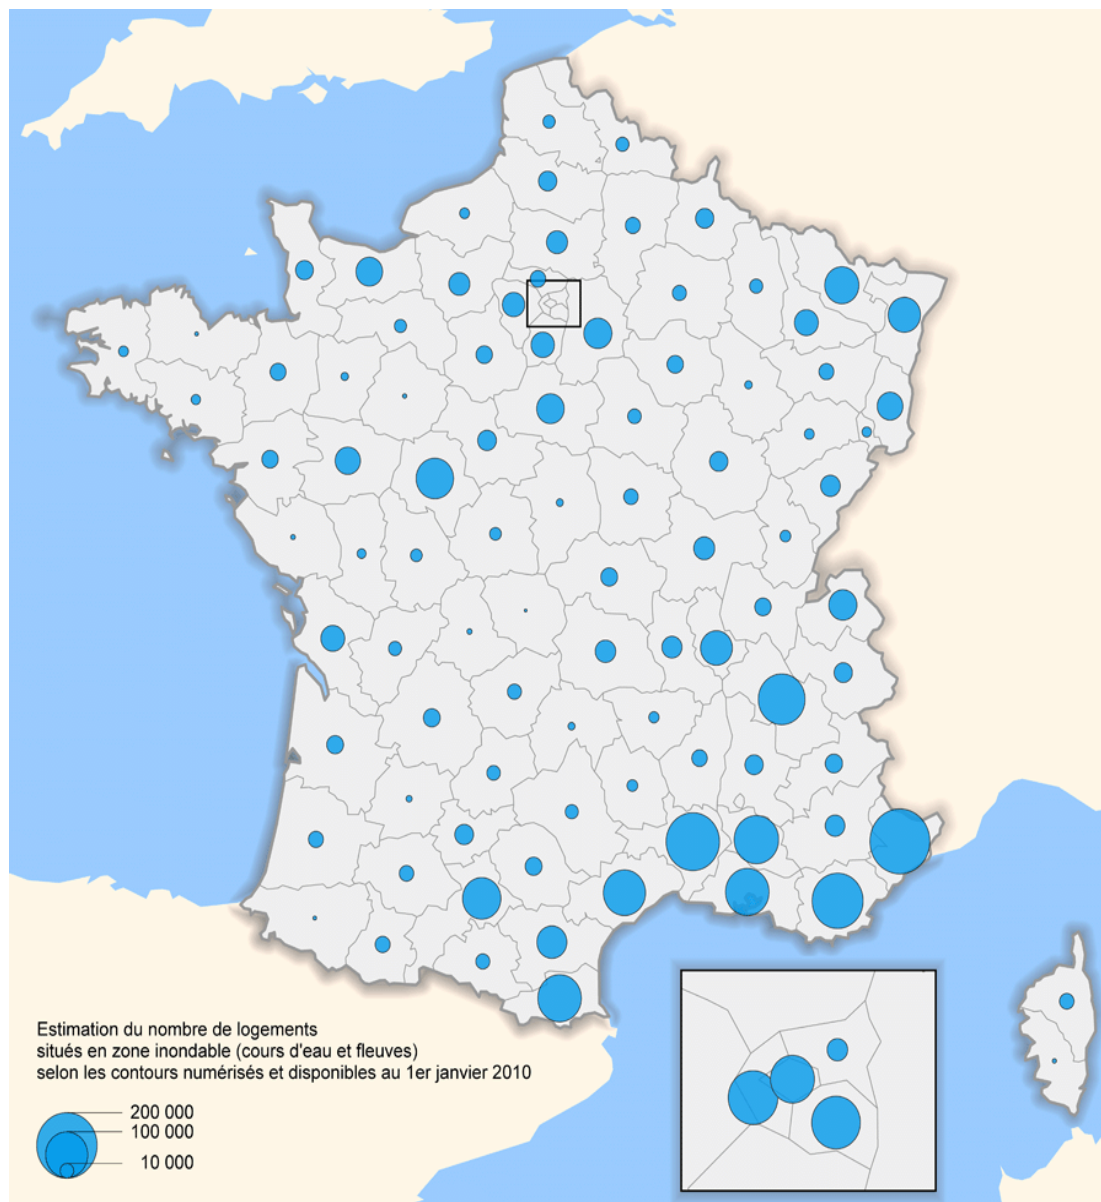 Estimation du nombre de logements
situés en zone inondable (cours d'eau et fleuves)
selon les contours numérisés et disponibles au 1er janvier 2010
200 000
100 000
10 000